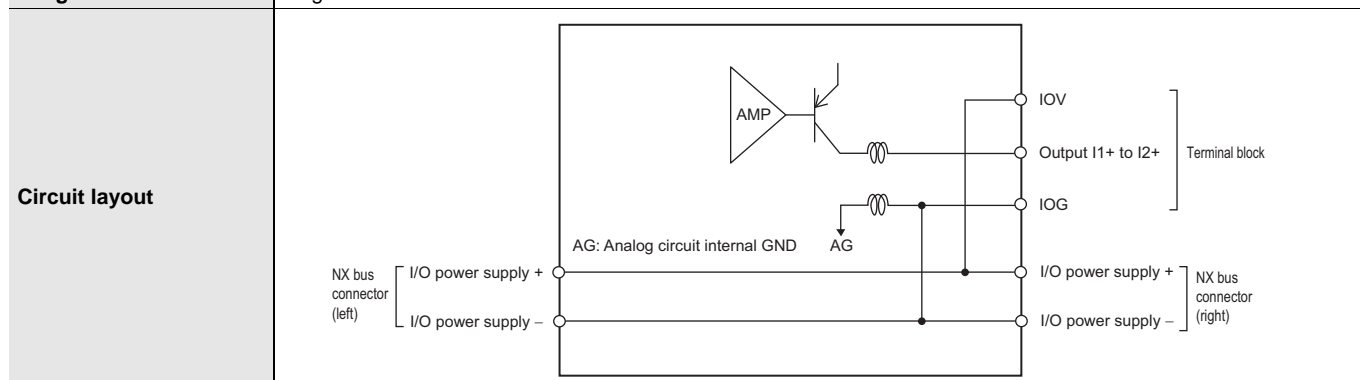 Circuit layout
AMP
IOV
Output I1+ to I2+
Terminal block
IOG
AG: Analog circuit internal GND
AG
NX bus
connector
(left)
I/O power supply +
I/O power supply –
I/O power supply +
I/O power supply –
NX bus
connector
(right)